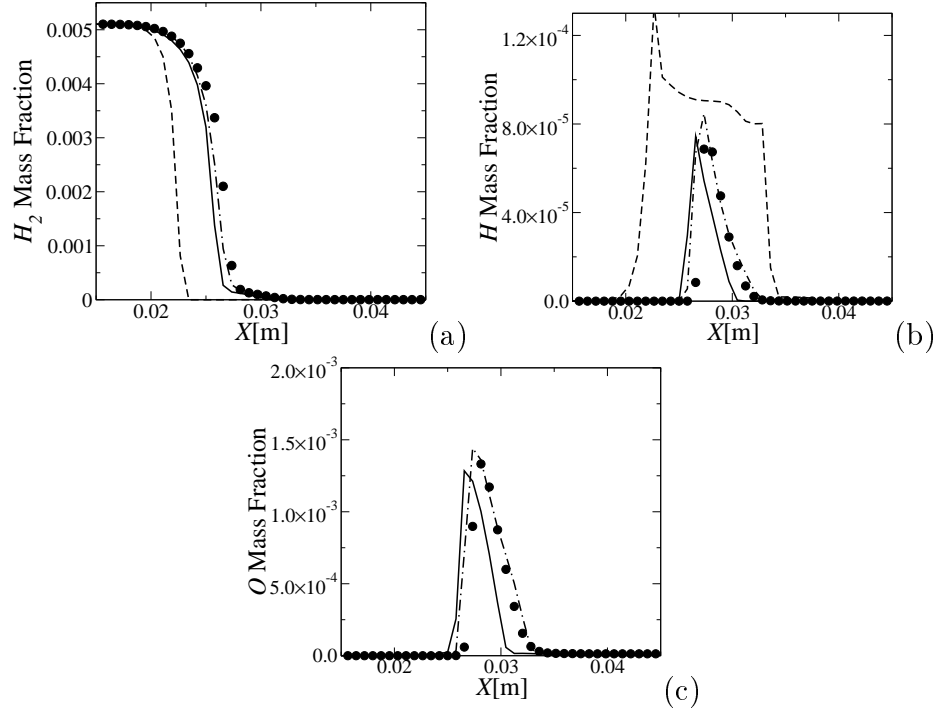 0.005
0.004
0.003
0.002
0.001
0
H₂ Mass Fraction
0.02
0.03
0.04
X[m]
(a)
1.2×10⁻⁴
8.0×10⁻⁵
4.0×10⁻⁵
0.0
H Mass Fraction
0.02
0.03
0.04
X[m]
(b)
2.0×10⁻³
1.5×10⁻³
1.0×10⁻³
5.0×10⁻⁴
0.0
O Mass Fraction
0.02
0.03
0.04
X[m]
(c)